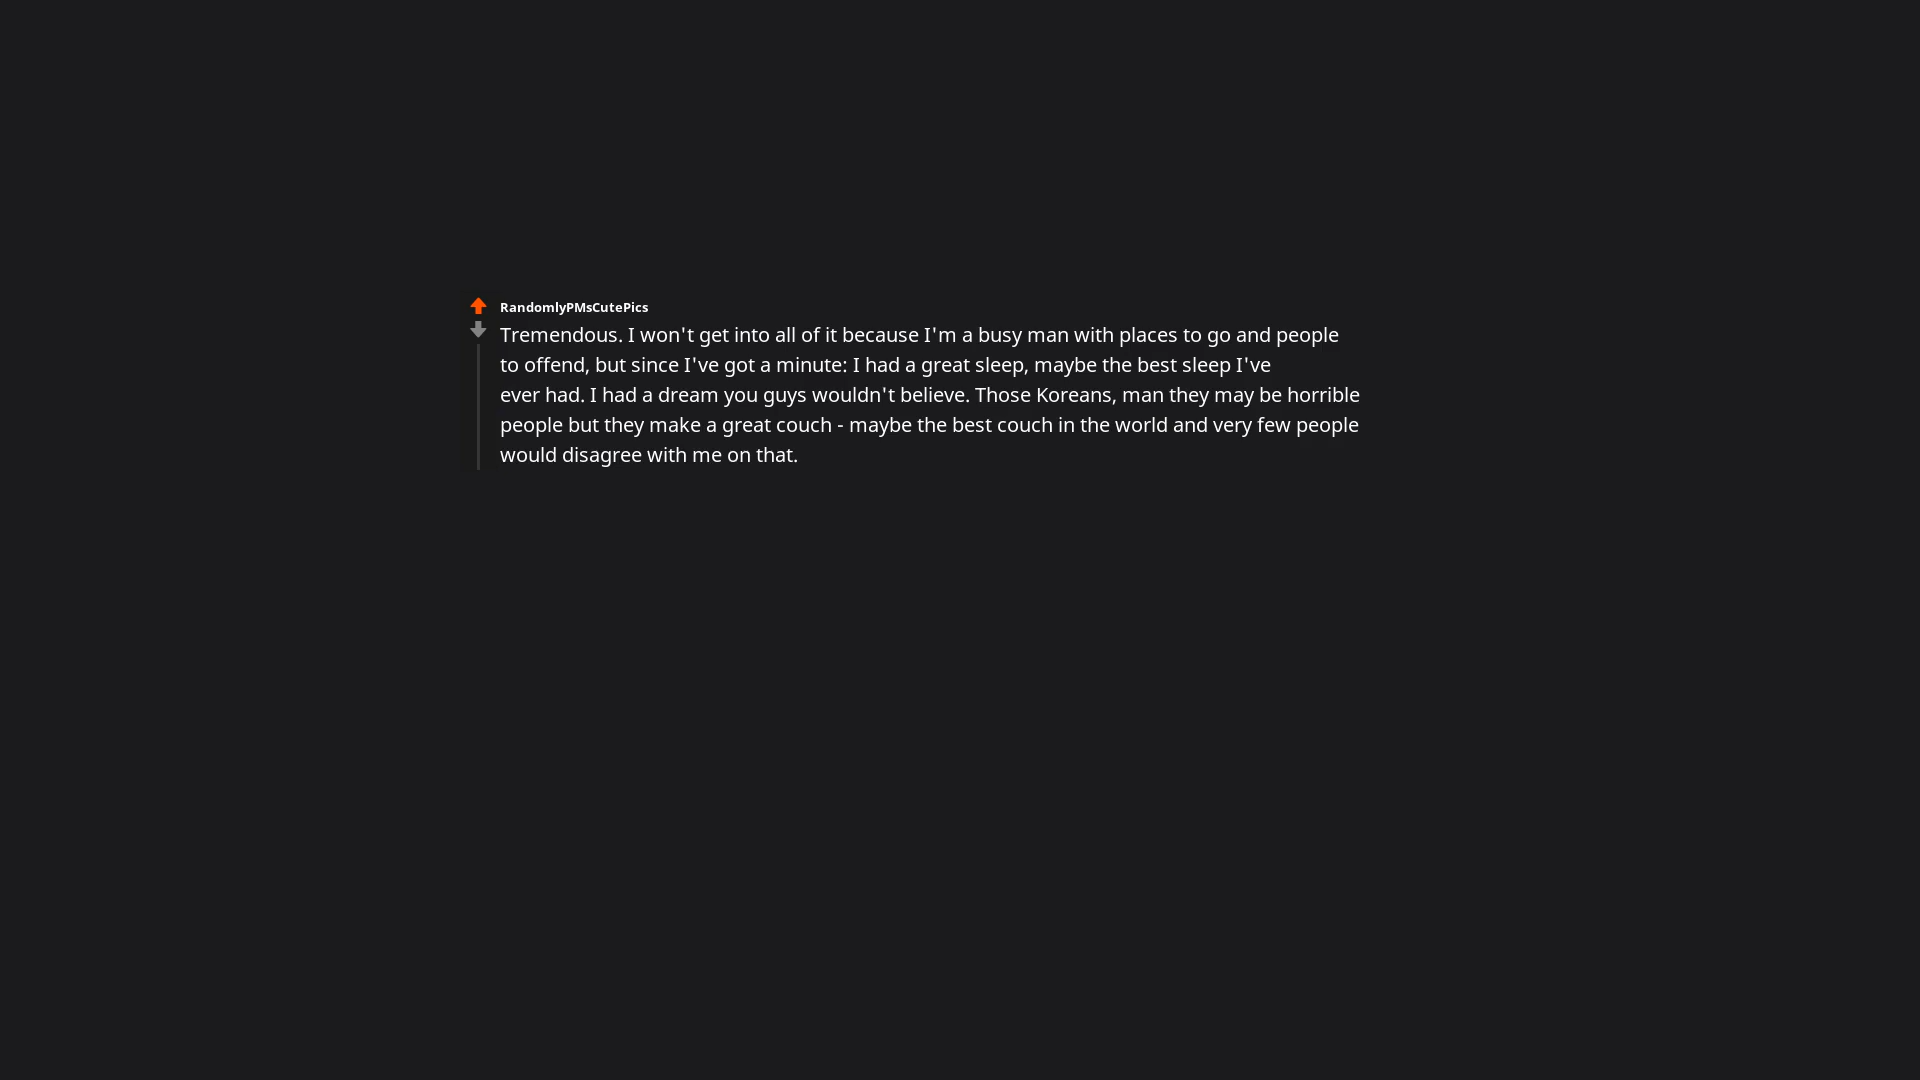 RandomlyPMsCutePics
Tremendous. I won't get into all of it because I'm a busy man with places to go and people
to offend, but since I've got a minute: I had a great sleep, maybe the best sleep I've
ever had. I had a dream you guys wouldn't believe. Those Koreans, man they may be horrible
people but they make a great couch - maybe the best couch in the world and very few people
would disagree with me on that.